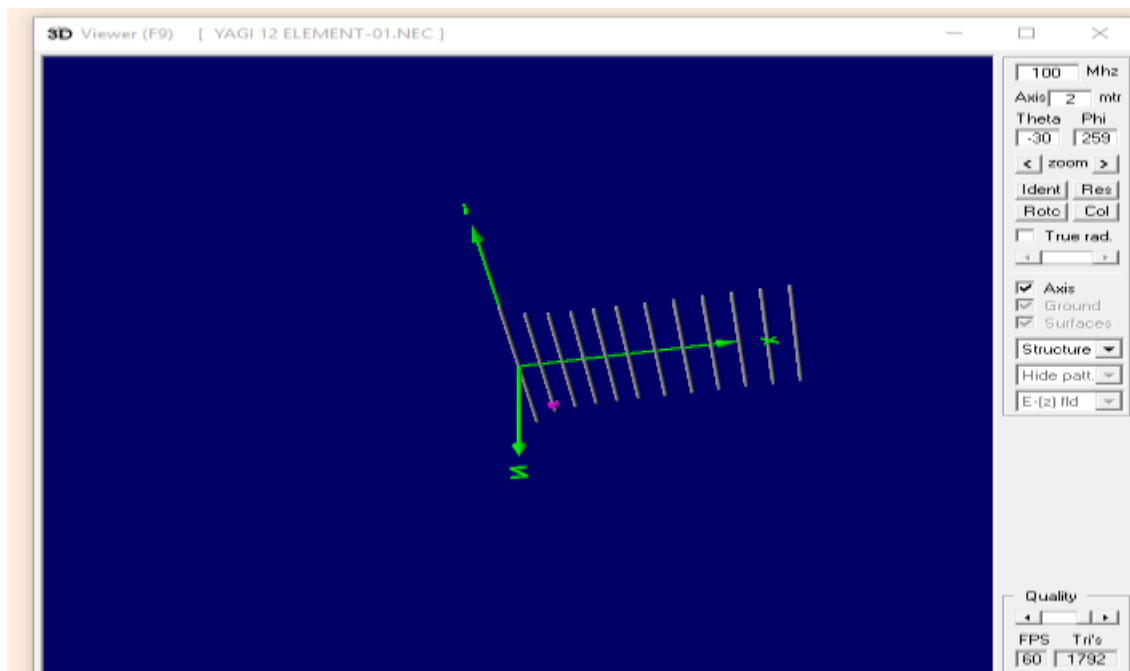 3D Viewer (F9) [ YAGI 12 ELEMENT-01.NEC ]
100 Mhz
Axis 2 mtr
Theta Phi
-30 259
< zoom >
Ident Res
Roto Col
True rad.
Axis
Ground
Surfaces
Structure
Hide patt.
E-(z) fld
X
Z
Quality
FPS Tri's
60 1792